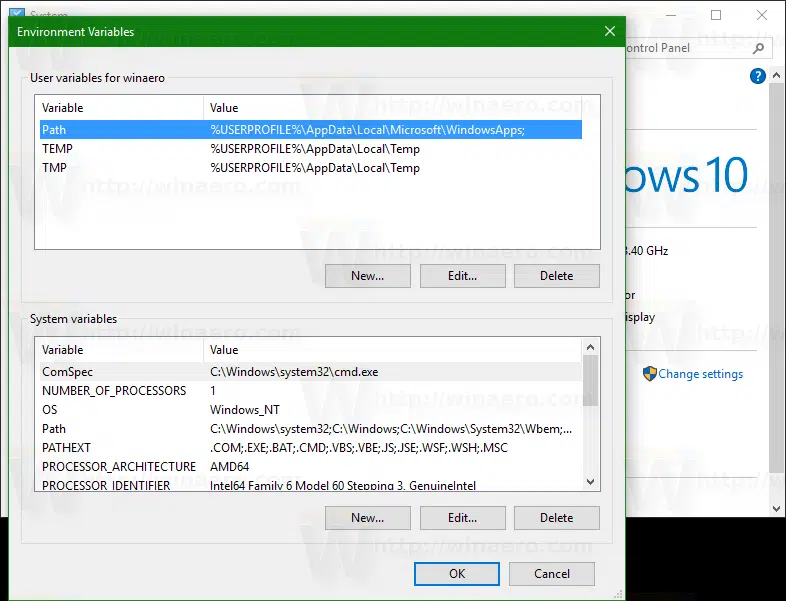 System
Environment Variables
ontrol Panel
User variables for winaero
Variable Value
Path %USERPROFILE%\AppData\Local\Microsoft\WindowsApps;
TEMP %USERPROFILE%\AppData\Local\Temp
TMP %USERPROFILE%\AppData\Local\Temp
ows 10
New... Edit... Delete
3.40 GHz
or
isplay
System variables
Variable Value
ComSpec C:\Windows\system32\cmd.exe
NUMBER_OF_PROCESSORS 1
OS Windows_NT
Path C:\Windows\system32;C:\Windows;C:\Windows\System32\Wbem;...
PATHEXT .COM;.EXE;.BAT;.CMD;.VBS;.VBE;.JS;.JSE;.WSF;.WSH;.MSC
PROCESSOR_ARCHITECTURE AMD64
PROCESSOR_IDENTIFIER Intel64 Family 6 Model 60 Stepping 3, GenuineIntel
Change settings
New... Edit... Delete
OK Cancel
http://winaero.com